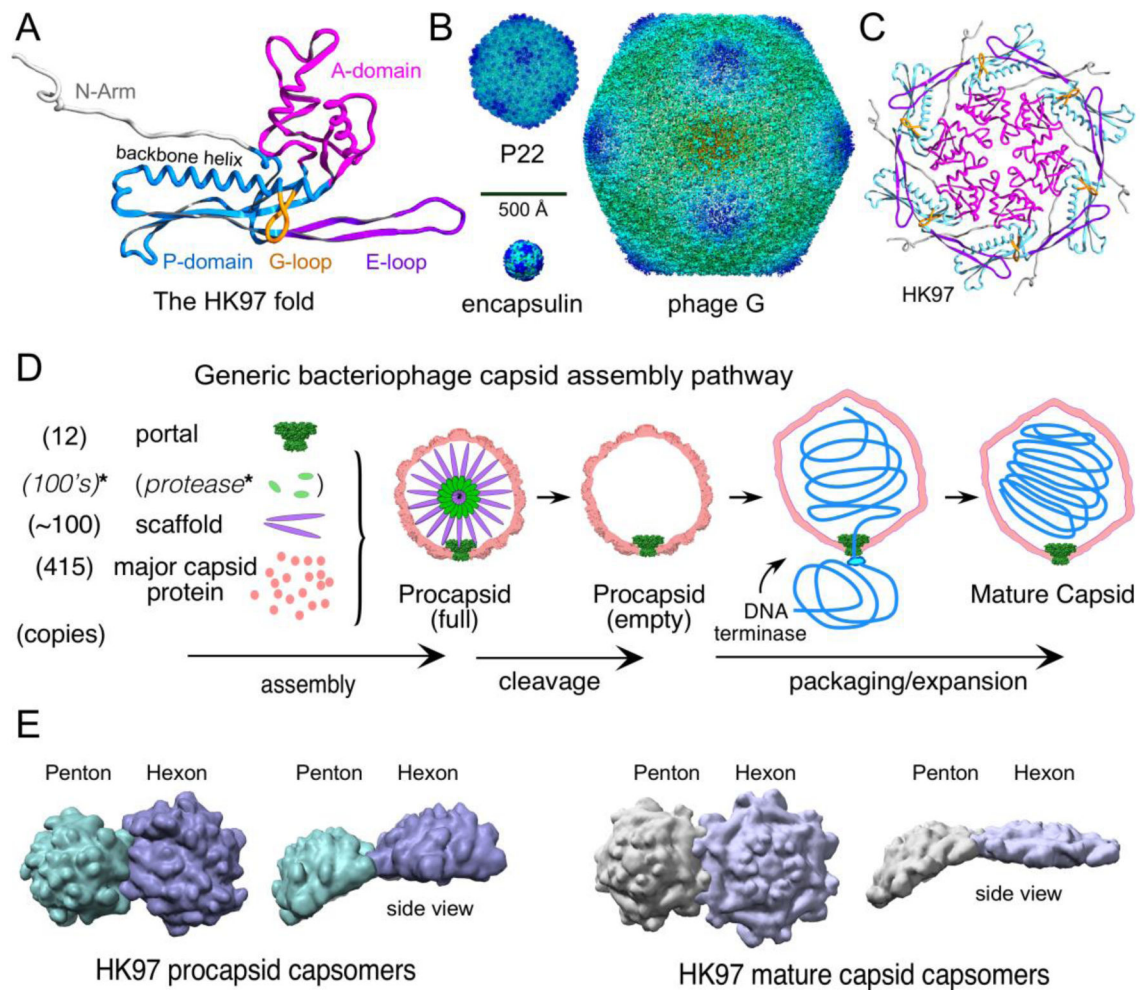 A
N-Arm
A-domain
backbone helix
P-domain
G-loop
E-loop
The HK97 fold
B
P22
500 Å
encapsulin
phage G
C
HK97
D
Generic bacteriophage capsid assembly pathway
(12) portal
(100's)* (protease* )
(~100) scaffold
(415) major capsid
protein
(copies)
Procapsid
(full)
Procapsid
(empty)
DNA
terminase
Mature Capsid
assembly
cleavage
packaging/expansion
E
Penton Hexon
Penton Hexon
side view
HK97 procapsid capsomers
Penton Hexon
Penton Hexon
side view
HK97 mature capsid capsomers